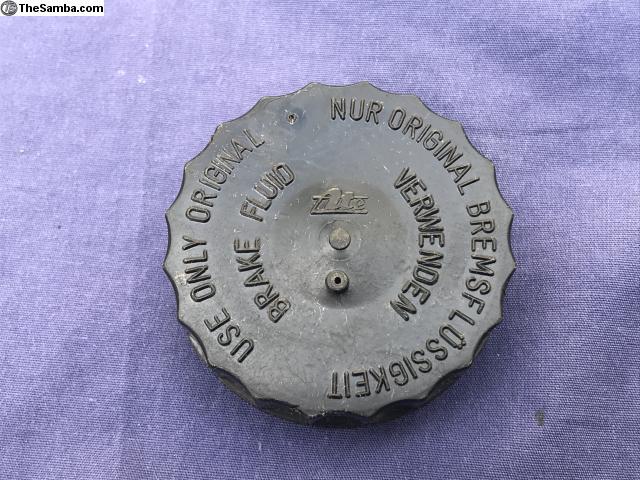 TheSamba.com
USE ONLY ORIGINAL
BRAKE FLUID
NUR ORIGINAL BREMSFLÜSSIGKEIT
VERWENDEN
Ate